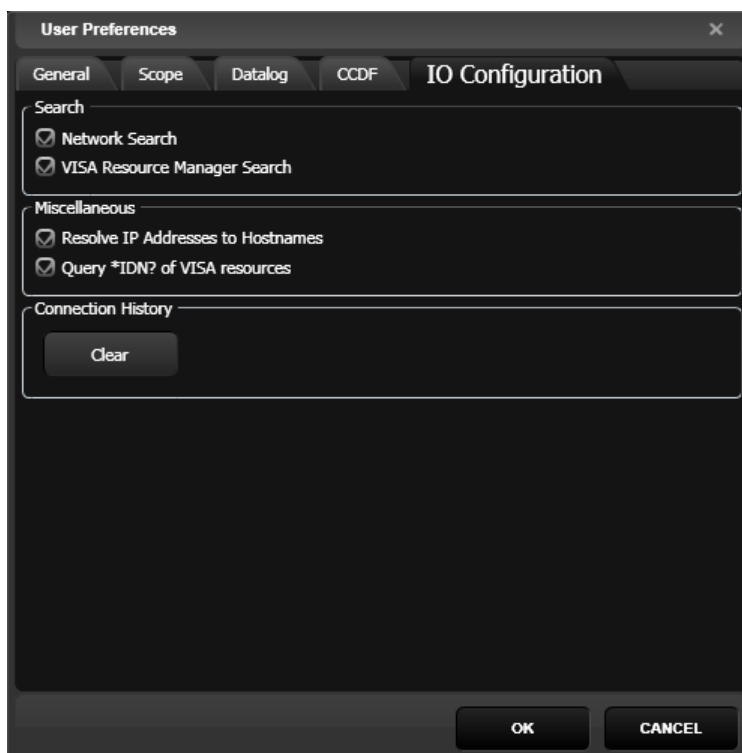 User Preferences
General Scope Datalog CCDF IO Configuration
Search
Network Search
VISA Resource Manager Search
Miscellaneous
Resolve IP Addresses to Hostnames
Query *IDN? of VISA resources
Connection History
Clear
OK CANCEL